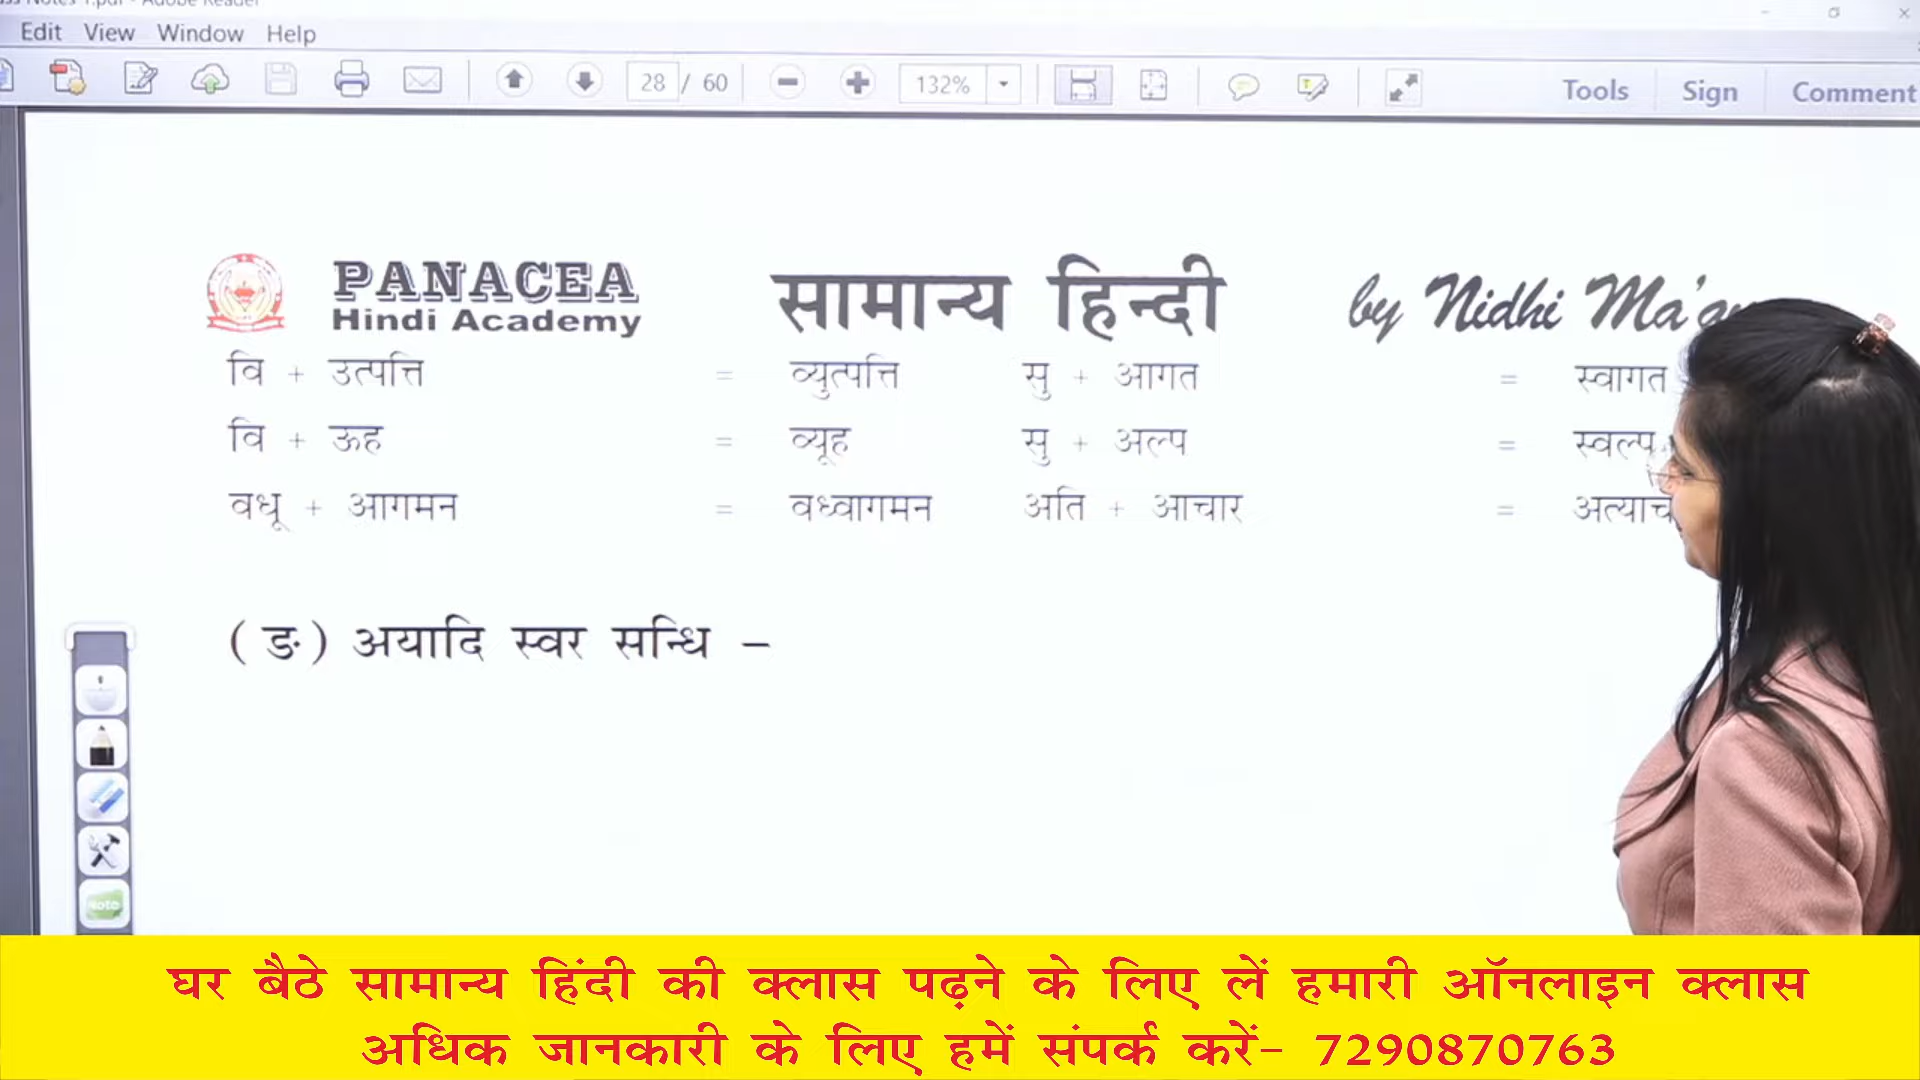 Edit View Window Help
28 / 60 132% Tools Sign Comment
PANACEA
Hindi Academy
सामान्य हिन्दी by Nidhi
वि + उत्पत्ति = व्युत्पत्ति सु + आगत = स्वागत
वि + ऊह = व्यूह सु + अल्प = स्वल्प
वधू + आगमन = वध्वागमन अति + आचार =
(ङ) अयादि स्वर सन्धि –
घर बैठे सामान्य हिंदी की क्लास पढ़ने के लिए लें हमारी ऑनलाइन क्लास
अधिक जानकारी के लिए हमें संपर्क करें- 7290870763